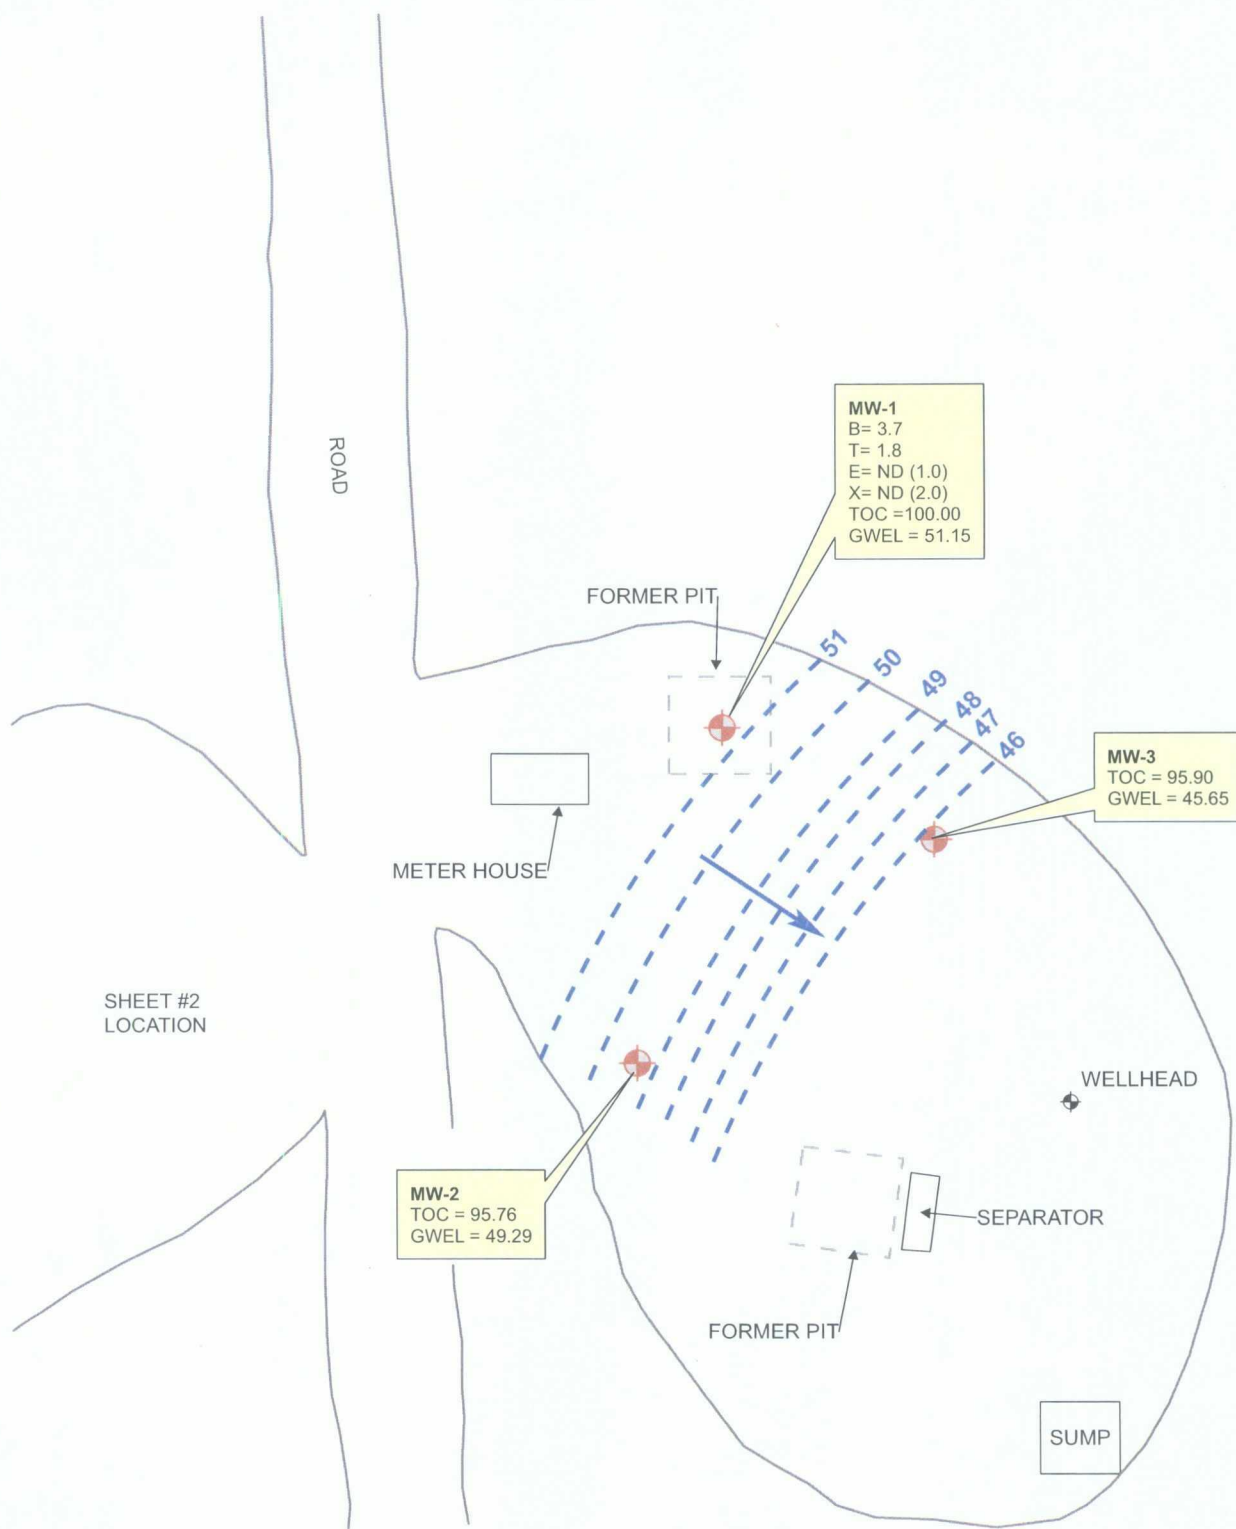 ROAD
MW-1
B= 3.7
T= 1.8
E= ND (1.0)
X= ND (2.0)
TOC =100.00
GWEL = 51.15
FORMER PIT
51
50
49
48
47
46
MW-3
TOC = 95.90
GWEL = 45.65
METER HOUSE
SHEET #2
LOCATION
WELLHEAD
MW-2
TOC = 95.76
GWEL = 49.29
SEPARATOR
FORMER PIT
SUMP